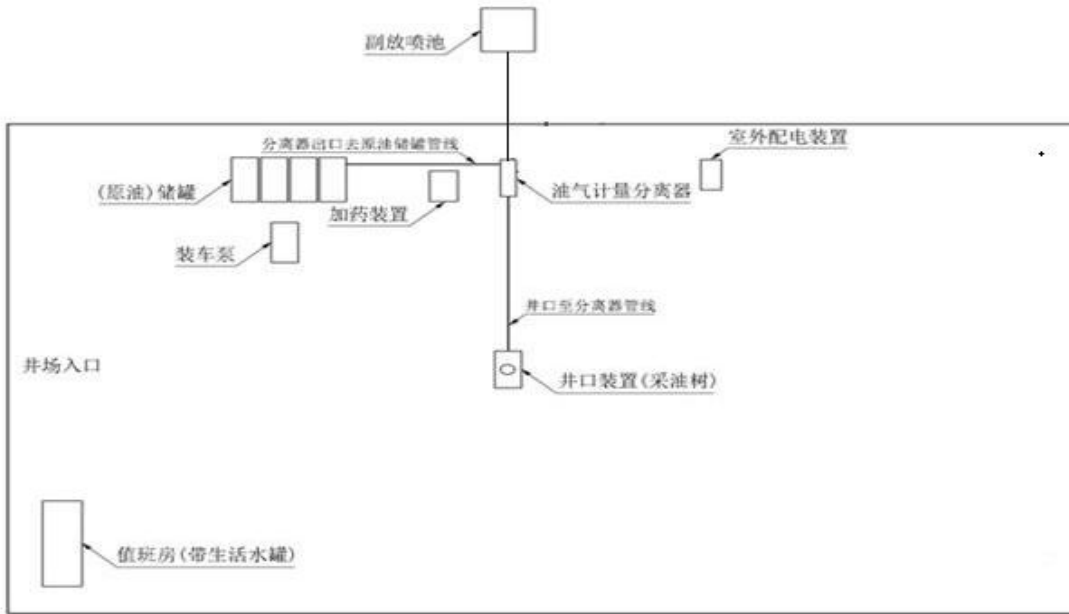 副放喷池
分离器出口去原油储罐管线
室外配电装置
(原油)储罐
油气计量分离器
加药装置
装车泵
井口至分离器管线
井场入口
井口装置(采油树)
值班房(带生活水罐)